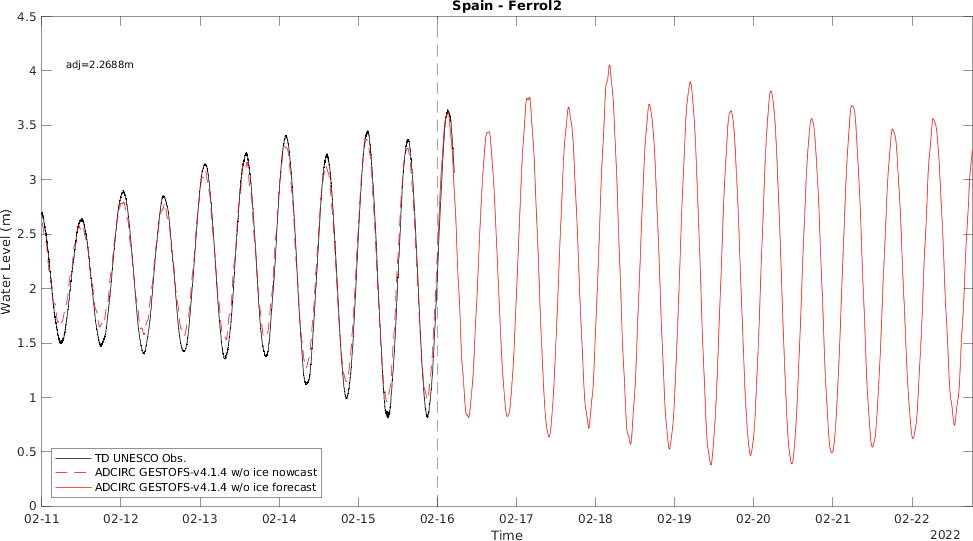 Spain - Ferrol2
4.5
4
3.5
3
2.5
2
1.5
1
0.5
0
Water Level (m)
adj=2.2688m
TD UNESCO Obs.
ADCIRC GESTOFS-v4.1.4 w/o ice nowcast
ADCIRC GESTOFS-v4.1.4 w/o ice forecast
02-11 02-12 02-13 02-14 02-15 02-16 02-17 02-18 02-19 02-20 02-21 02-22
Time
2022